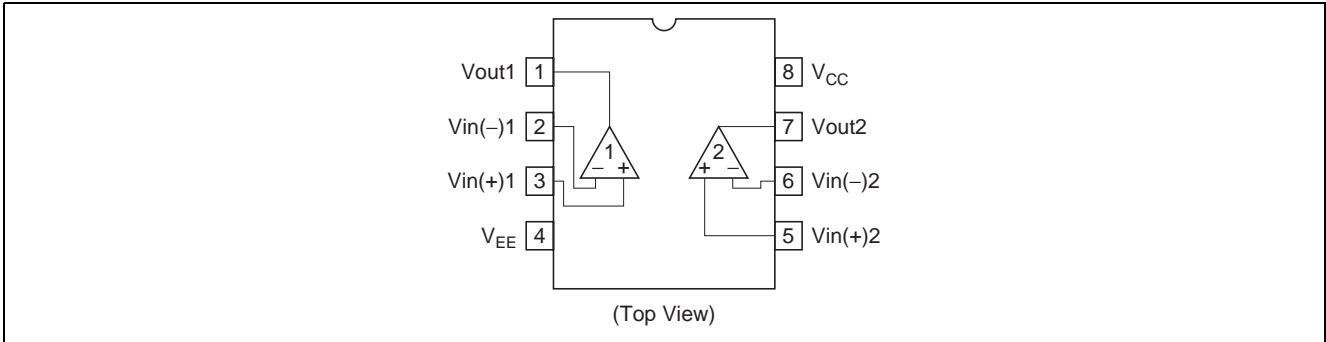 Vout1 1
Vin(−)1 2
Vin(+)1 3
VEE 4
1
− +
2
+ −
8 VCC
7 Vout2
6 Vin(−)2
5 Vin(+)2
(Top View)